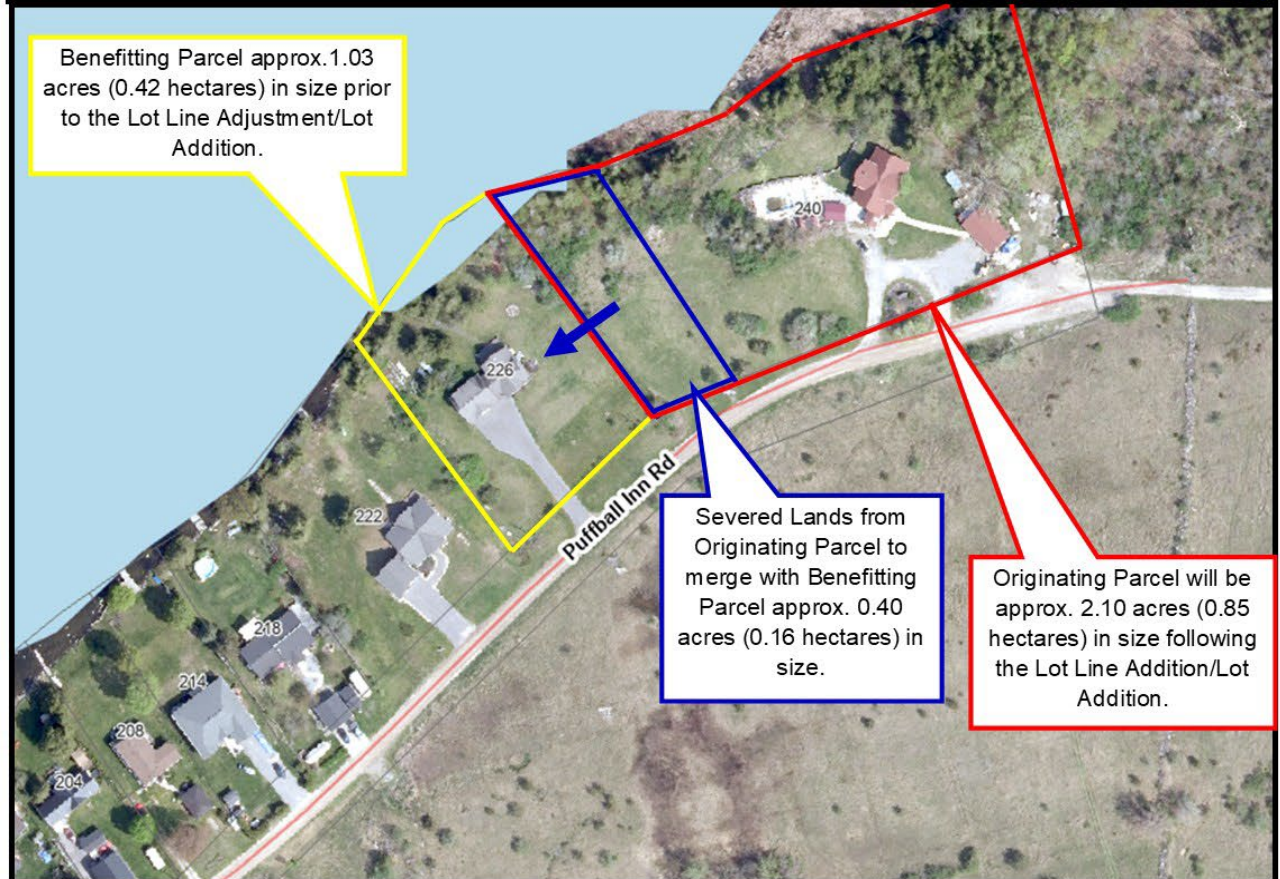 Benefitting Parcel approx.1.03
acres (0.42 hectares) in size prior
to the Lot Line Adjustment/Lot
Addition.
240
226
222
218
214
208
204
Puffball Inn Rd
Severed Lands from
Originating Parcel to
merge with Benefitting
Parcel approx. 0.40
acres (0.16 hectares) in
size.
Originating Parcel will be
approx. 2.10 acres (0.85
hectares) in size following
the Lot Line Addition/Lot
Addition.